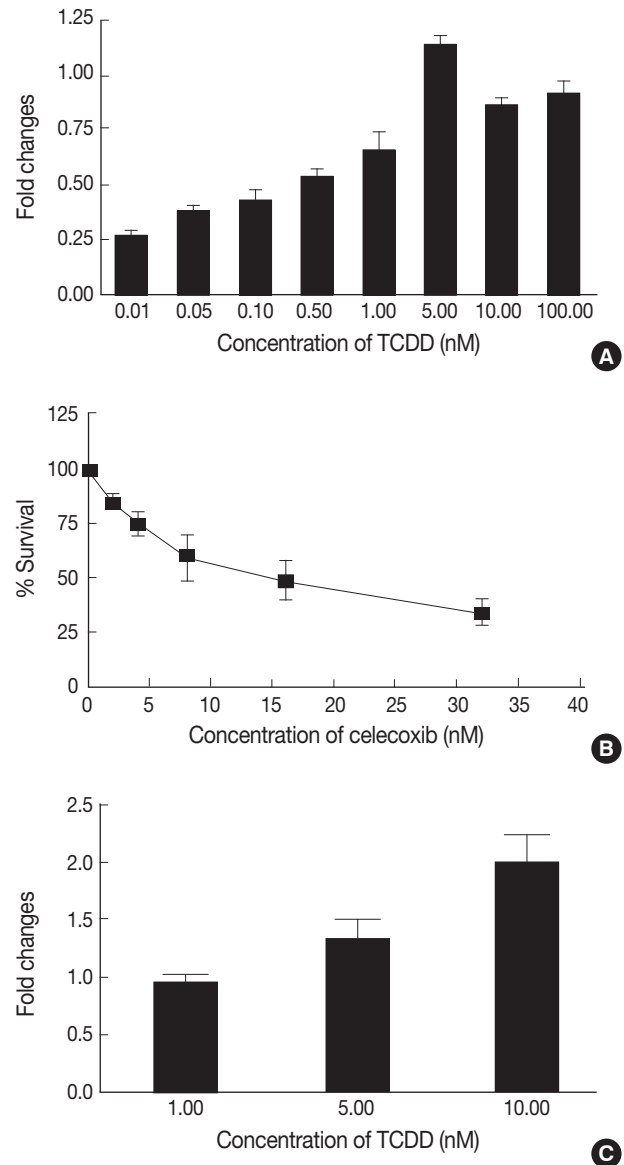 1.25
1.00
0.75
0.50
0.25
0.00
Fold changes
0.01 0.05 0.10 0.50 1.00 5.00 10.00 100.00
Concentration of TCDD (nM)
A
125
100
75
50
25
0
% Survival
0 5 10 15 20 25 30 35 40
Concentration of celecoxib (nM)
B
2.5
2.0
1.5
1.0
0.5
0.0
Fold changes
1.00 5.00 10.00
Concentration of TCDD (nM)
C